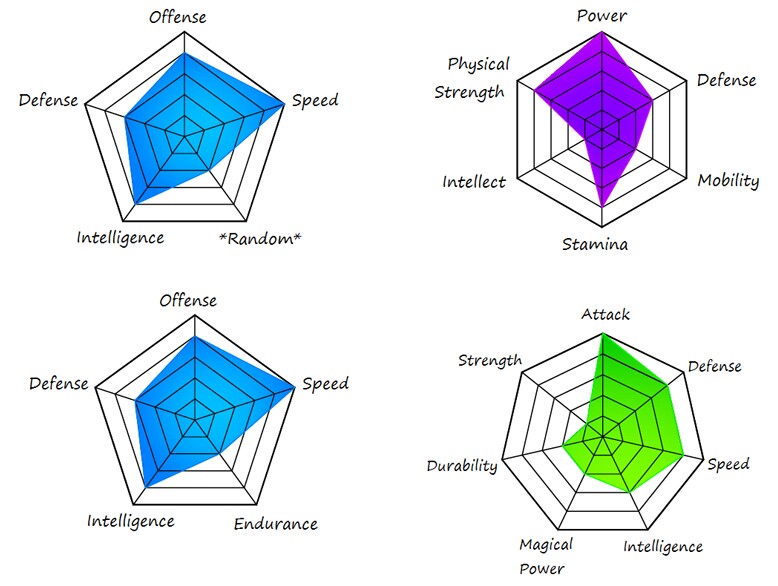 Offense
Defense
Speed
Intelligence
*Random*
Power
Physical
Strength
Defense
Intellect
Mobility
Stamina
Offense
Defense
Speed
Intelligence
Endurance
Attack
Strength
Defense
Durability
Speed
Magical
Power
Intelligence